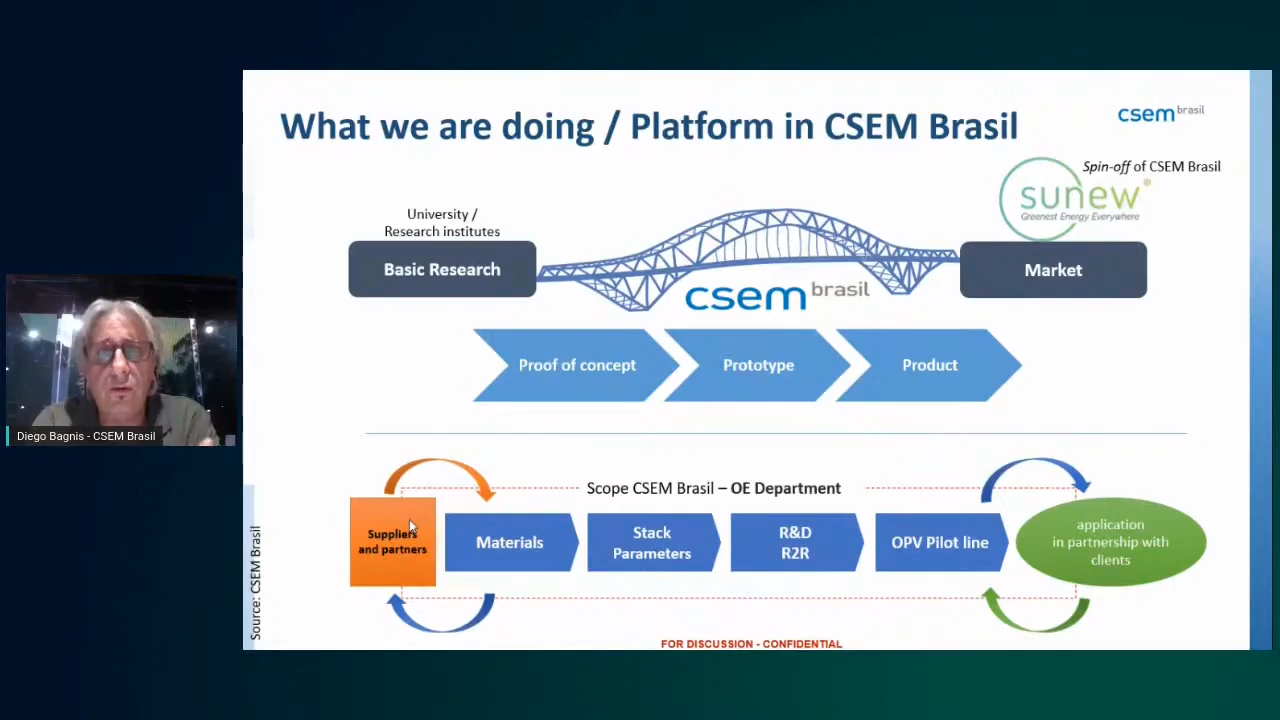 What we are doing / Platform in CSEM Brasil
csem brasil
Spin-off of CSEM Brasil
sunew®
Greenest Energy Everywhere
University /
Research institutes
Basic Research
csem brasil
Market
Proof of concept
Prototype
Product
Diego Bagnis - CSEM Brasil
Scope CSEM Brasil – OE Department
Suppliers
and partners
Materials
Stack
Parameters
R&D
R2R
OPV Pilot line
application
in partnership with
clients
Source: CSEM Brasil
FOR DISCUSSION - CONFIDENTIAL